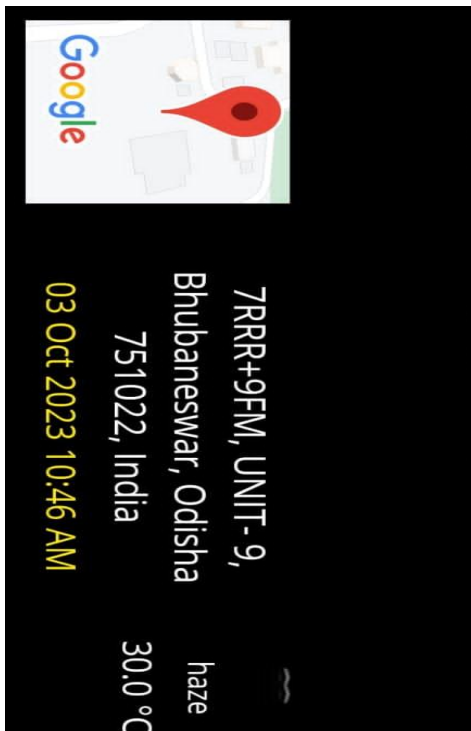 Google
7RRR+9FM, UNIT- 9,
Bhubaneswar, Odisha
751022, India
03 Oct 2023 10:46 AM
haze
30.0 °C